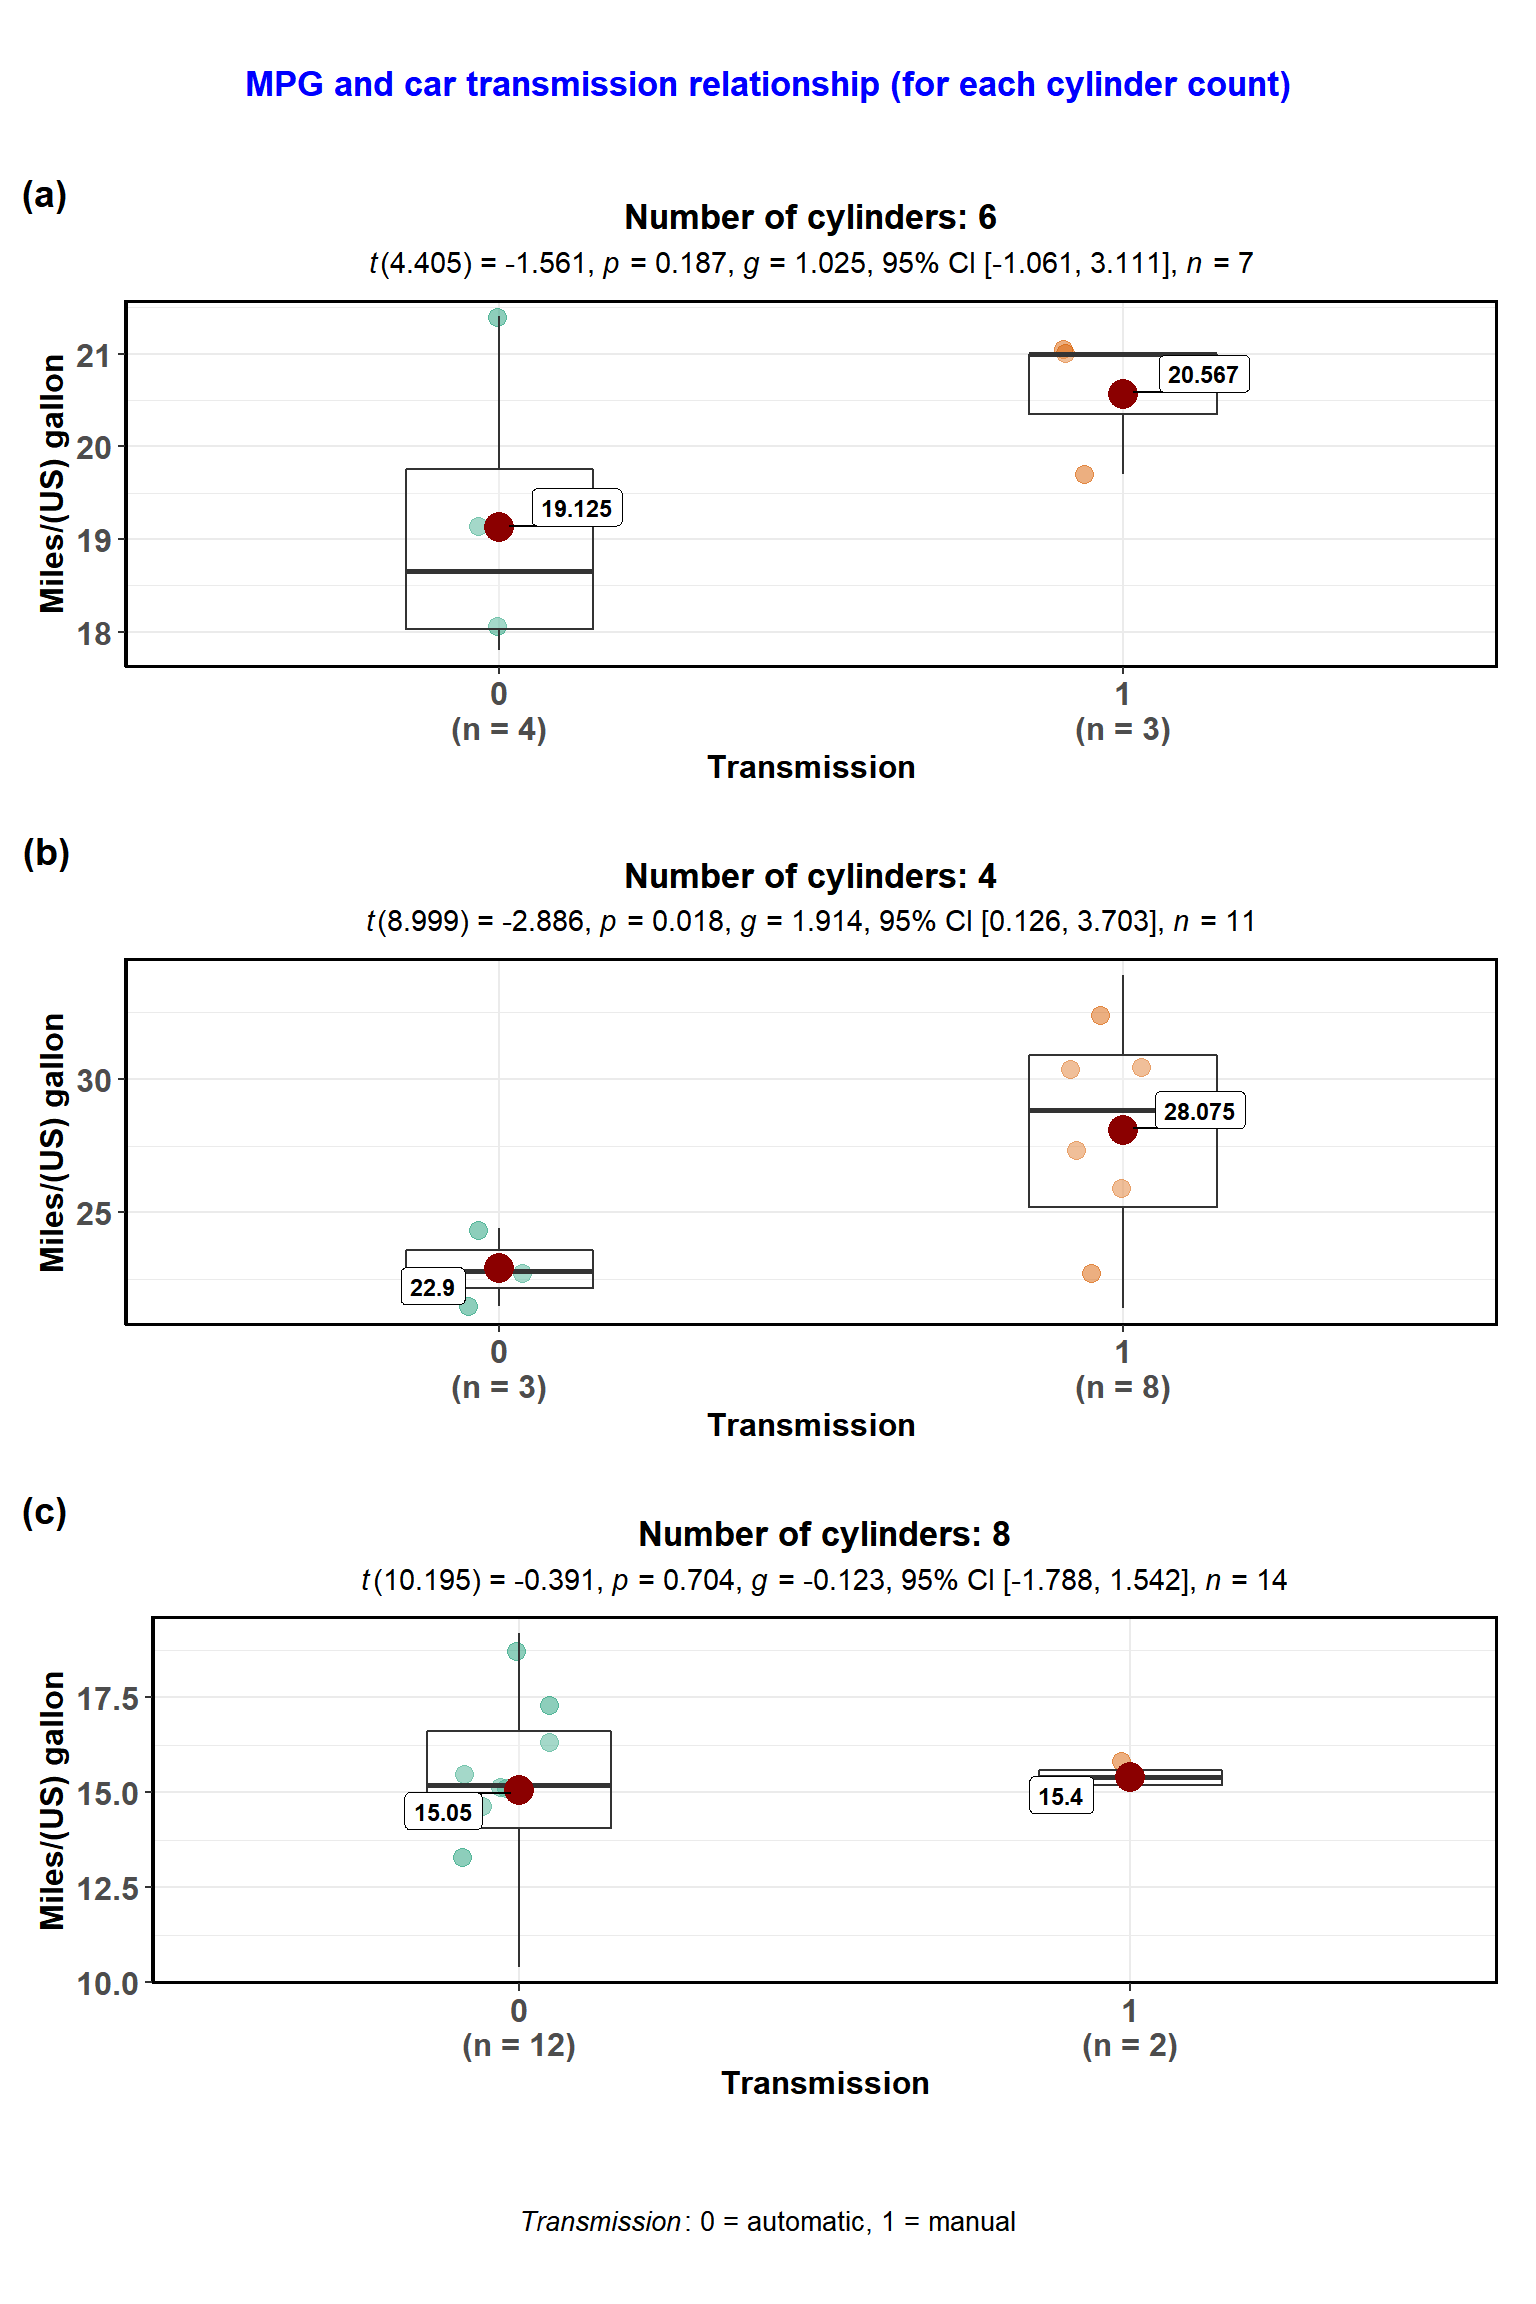 MPG and car transmission relationship (for each cylinder count)
(a)
Number of cylinders: 6
t(4.405) = -1.561, p = 0.187, g = 1.025, 95% CI [-1.061, 3.111], n = 7
Miles/(US) gallon
21
20
19
18
19.125
20.567
0
(n = 4)
1
(n = 3)
Transmission
(b)
Number of cylinders: 4
t(8.999) = -2.886, p = 0.018, g = 1.914, 95% CI [0.126, 3.703], n = 11
Miles/(US) gallon
30
25
22.9
28.075
0
(n = 3)
1
(n = 8)
Transmission
(c)
Number of cylinders: 8
t(10.195) = -0.391, p = 0.704, g = -0.123, 95% CI [-1.788, 1.542], n = 14
Miles/(US) gallon
17.5
15.0
12.5
10.0
15.05
15.4
0
(n = 12)
1
(n = 2)
Transmission
Transmission: 0 = automatic, 1 = manual